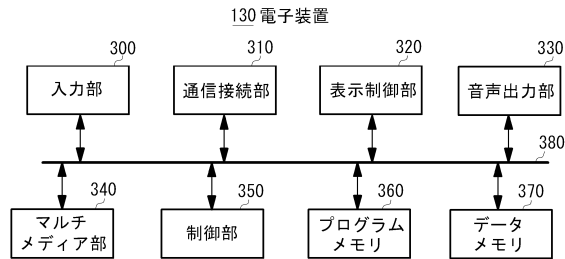 130 電子装置
300 310 320 330
入力部 通信接続部 表示制御部 音声出力部
380
340 350 360 370
マルチ
メディア部
制御部
プログラム
メモリ
データ
メモリ